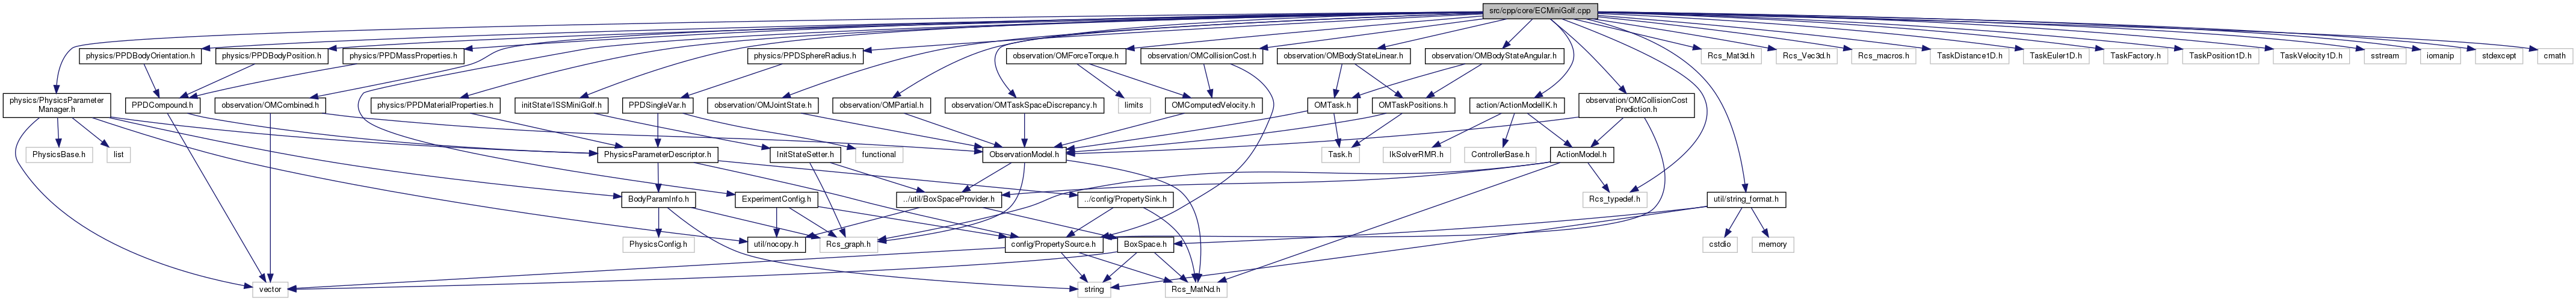 src/cpp/core/ECMiniGolf.cpp
physics/PPDBodyOrientation.h
physics/PPDBodyPosition.h
physics/PPDMassProperties.h
physics/PPDSphereRadius.h
observation/OMForceTorque.h
observation/OMCollisionCost.h
observation/OMBodyStateLinear.h
observation/OMBodyStateAngular.h
Rcs_Mat3d.h
Rcs_Vec3d.h
Rcs_macros.h
TaskDistance1D.h
TaskEuler1D.h
TaskFactory.h
TaskPosition1D.h
TaskVelocity1D.h
sstream
iomanip
stdexcept
cmath
physics/PhysicsParameter
Manager.h
PPDCompound.h
observation/OMCombined.h
physics/PPDMaterialProperties.h
initState/ISSMiniGolf.h
PPDSingleVar.h
observation/OMJointState.h
observation/OMPartial.h
observation/OMTaskSpaceDiscrepancy.h
limits
OMComputedVelocity.h
OMTask.h
OMTaskPositions.h
action/ActionModelIK.h
observation/OMCollisionCost
Prediction.h
PhysicsBase.h
list
PhysicsParameterDescriptor.h
InitStateSetter.h
functional
ObservationModel.h
Task.h
IkSolverRMR.h
ControllerBase.h
ActionModel.h
BodyParamInfo.h
ExperimentConfig.h
../util/BoxSpaceProvider.h
../config/PropertySink.h
Rcs_typedef.h
util/string_format.h
PhysicsConfig.h
util/nocopy.h
Rcs_graph.h
config/PropertySource.h
BoxSpace.h
cstdio
memory
vector
string
Rcs_MatNd.h